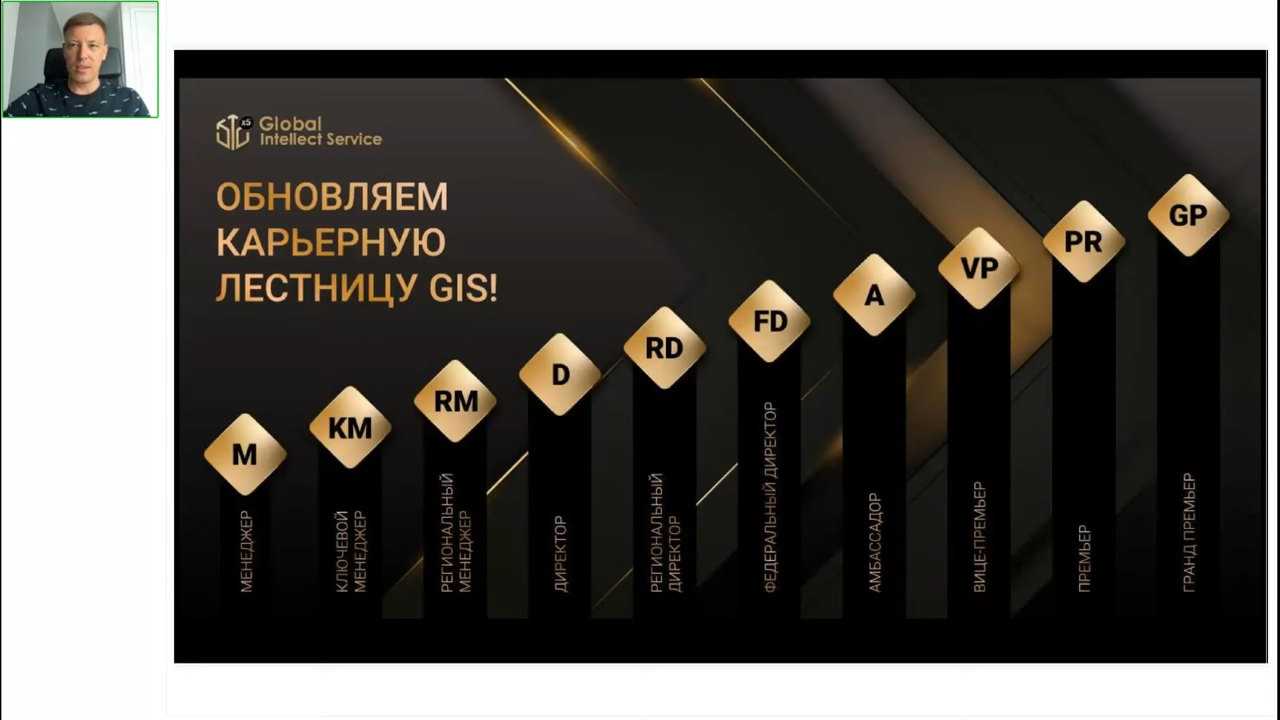 x5
Global
Intellect Service
ОБНОВЛЯЕМ
КАРЬЕРНУЮ
ЛЕСТНИЦУ GIS!
M
МЕНЕДЖЕР
KM
КЛЮЧЕВОЙ
МЕНЕДЖЕР
RM
РЕГИОНАЛЬНЫЙ
МЕНЕДЖЕР
D
ДИРЕКТОР
RD
РЕГИОНАЛЬНЫЙ
ДИРЕКТОР
FD
ФЕДЕРАЛЬНЫЙ ДИРЕКТОР
A
АМБАССАДОР
VP
ВИЦЕ-ПРЕМЬЕР
PR
ПРЕМЬЕР
GP
ГРАНД ПРЕМЬЕР